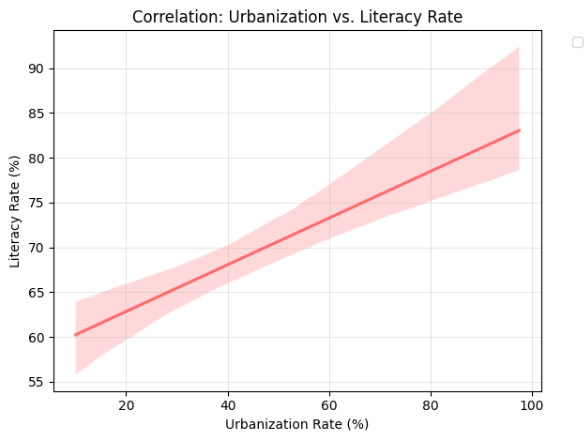 Correlation: Urbanization vs. Literacy Rate
Literacy Rate (%)
90
85
80
75
70
65
60
55
20 40 60 80 100
Urbanization Rate (%)